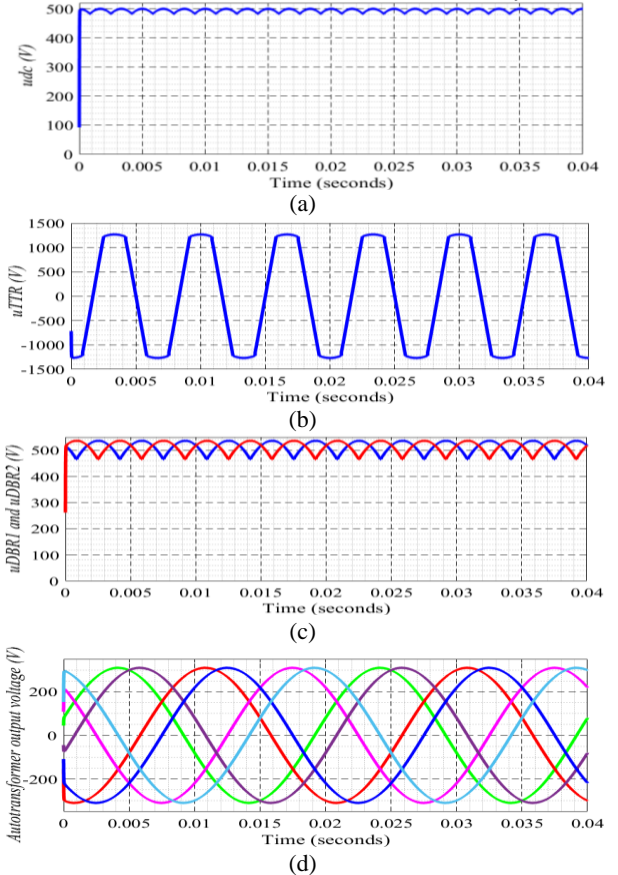 500
400
300
200
100
0
udc (V)
0 0.005 0.01 0.015 0.02 0.025 0.03 0.035 0.04
Time (seconds)
(a)
1500
1000
500
0
-500
-1000
-1500
uTTR (V)
0 0.005 0.01 0.015 0.02 0.025 0.03 0.035 0.04
Time (seconds)
(b)
500
400
300
200
100
0
uDBR1 and uDBR2 (V)
0 0.005 0.01 0.015 0.02 0.025 0.03 0.035 0.04
Time (seconds)
(c)
200
0
-200
Autotransformer output voltage (V)
0 0.005 0.01 0.015 0.02 0.025 0.03 0.035 0.04
Time (seconds)
(d)